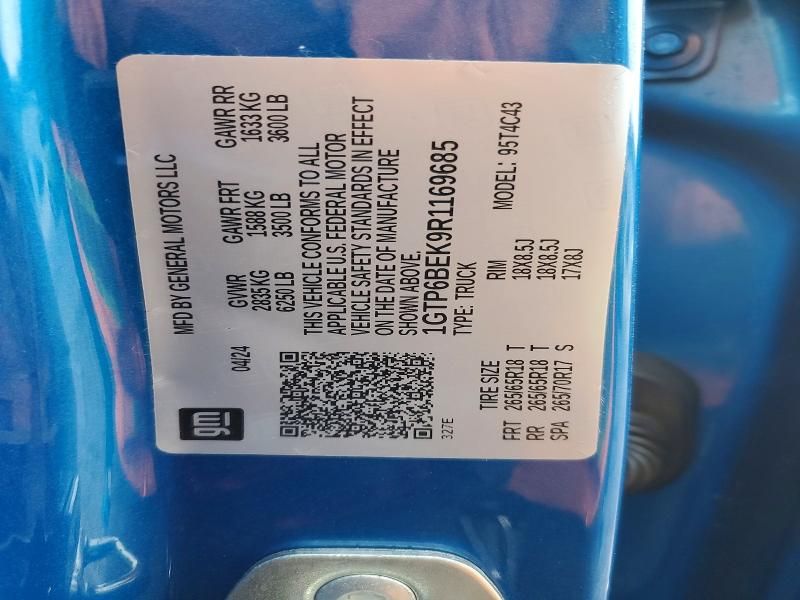 gm
04/24 MFD BY GENERAL MOTORS LLC
GVWR GAWR FRT GAWR RR
2835 KG 1588 KG 1633 KG
6250 LB 3500 LB 3600 LB
THIS VEHICLE CONFORMS TO ALL
APPLICABLE U.S. FEDERAL MOTOR
VEHICLE SAFETY STANDARDS IN EFFECT
ON THE DATE OF MANUFACTURE
SHOWN ABOVE.
1GTP6BEK9R1169685
TYPE: TRUCK
327E
TIRE SIZE RIM MODEL: 95T4C43
FRT 265/65R18 T 18X8.5J
RR 265/65R18 T 18X8.5J
SPA 265/70R17 S 17X8J